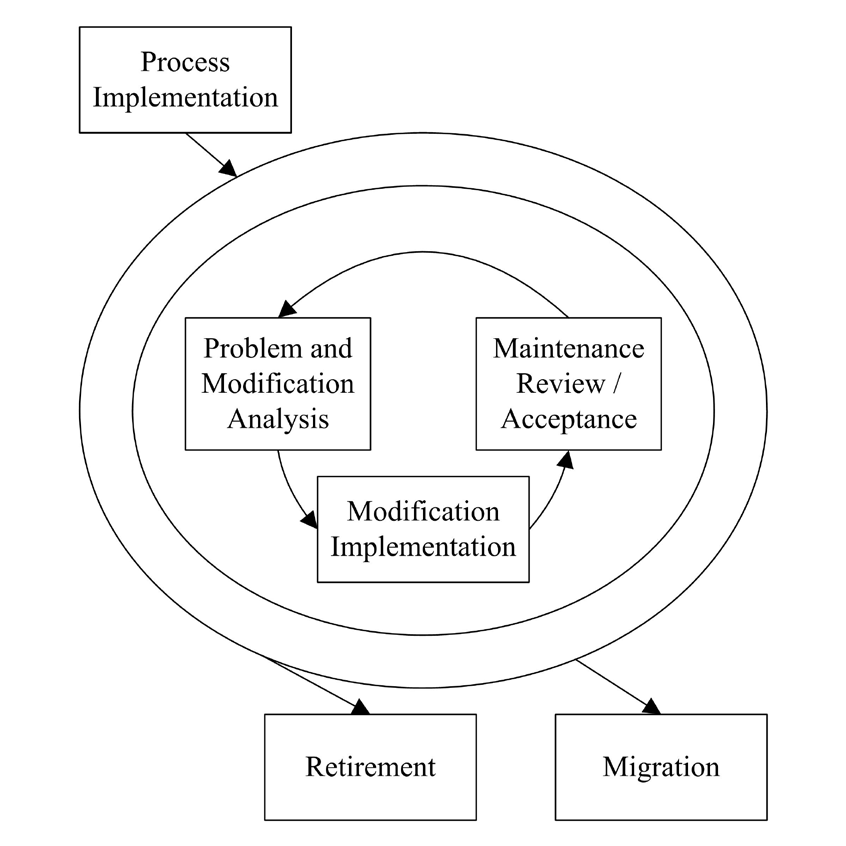 Process
Implementation
Problem and
Modification
Analysis
Maintenance
Review /
Acceptance
Modification
Implementation
Retirement
Migration